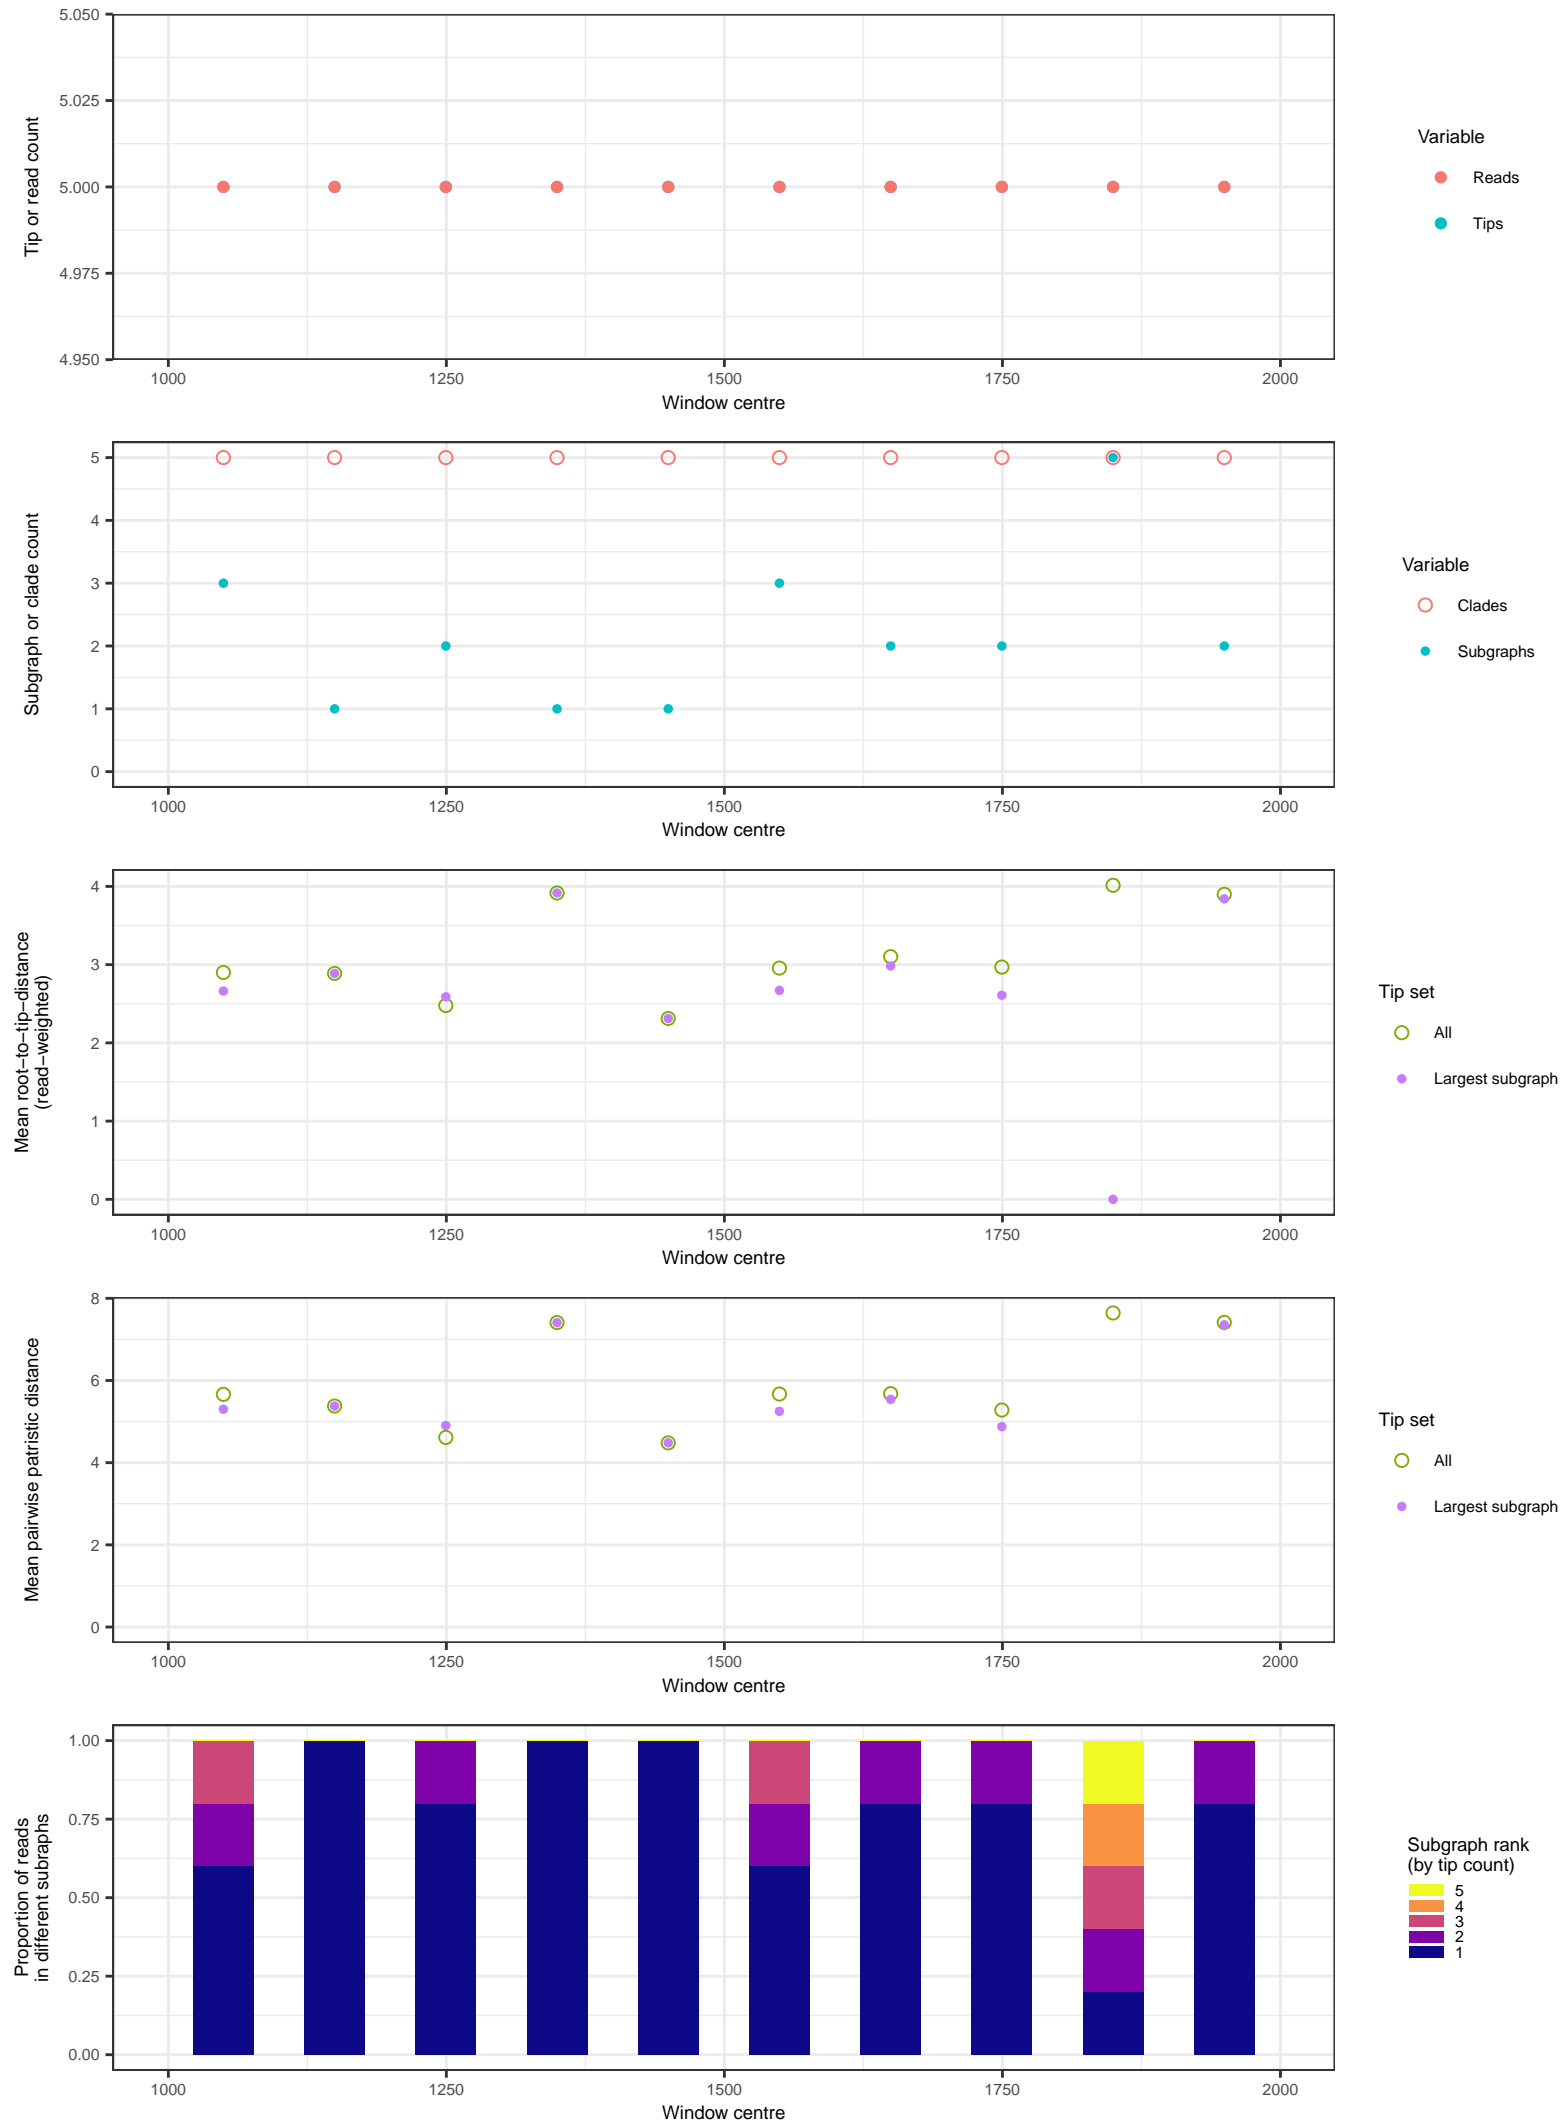 5.050
5.025
5.000
4.975
4.950
Tip or read count
1000 1250 1500 1750 2000
Window centre
Variable
Reads
Tips
5
4
3
2
1
0
Subgraph or clade count
1000 1250 1500 1750 2000
Window centre
Variable
Clades
Subgraphs
4
3
2
1
0
Mean root−to−tip−distance
(read−weighted)
1000 1250 1500 1750 2000
Window centre
Tip set
All
Largest subgraph
8
6
4
2
0
Mean pairwise patristic distance
1000 1250 1500 1750 2000
Window centre
Tip set
All
Largest subgraph
1.00
0.75
0.50
0.25
0.00
Proportion of reads
in different subraphs
1000 1250 1500 1750 2000
Window centre
Subgraph rank
(by tip count)
5
4
3
2
1